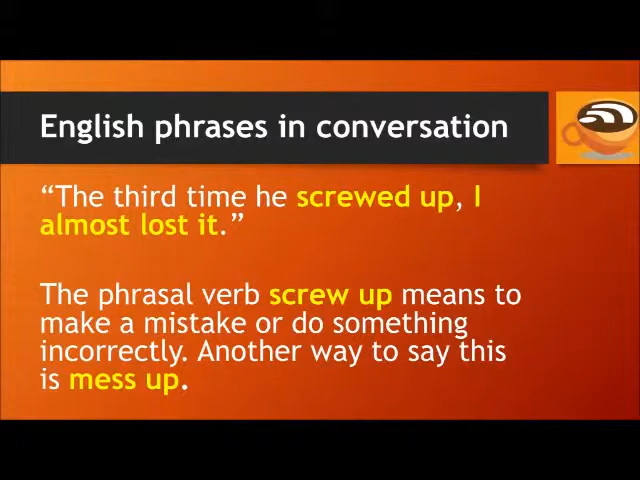 English phrases in conversation
“The third time he screwed up, I
almost lost it.”
The phrasal verb screw up means to
make a mistake or do something
incorrectly. Another way to say this
is mess up.